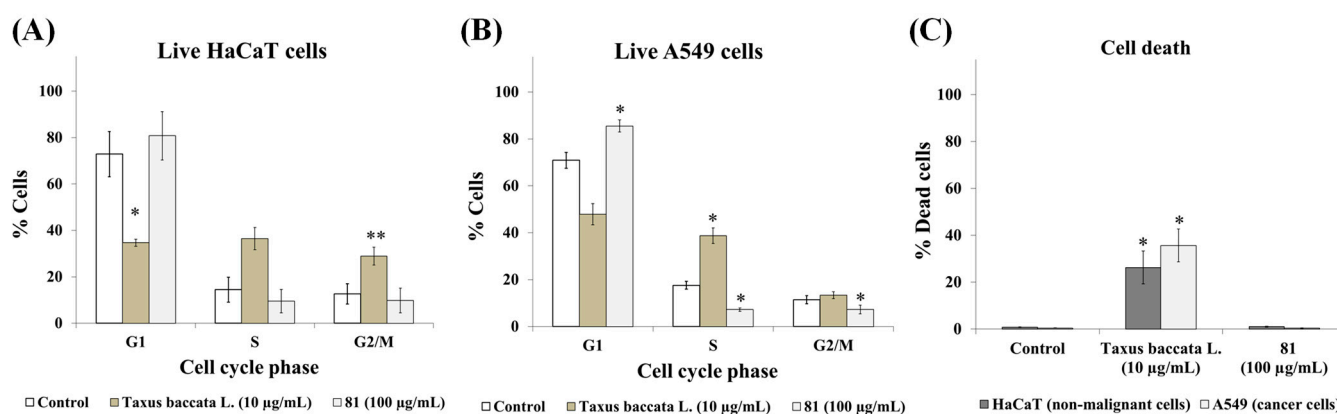 (A)
Live HaCaT cells
100
80
60
40
20
0
% Cells
*
**
G1 S G2/M
Cell cycle phase
Control Taxus baccata L. (10 µg/mL) 81 (100 µg/mL)
(B)
Live A549 cells
100
80
60
40
20
0
% Cells
*
*
*
*
G1 S G2/M
Cell cycle phase
Control Taxus baccata L. (10 µg/mL) 81 (100 µg/mL)
(C)
Cell death
100
80
60
40
20
0
% Dead cells
*
*
Control Taxus baccata L. 81
(10 µg/mL) (100 µg/mL)
HaCaT (non-malignant cells) A549 (cancer cells)